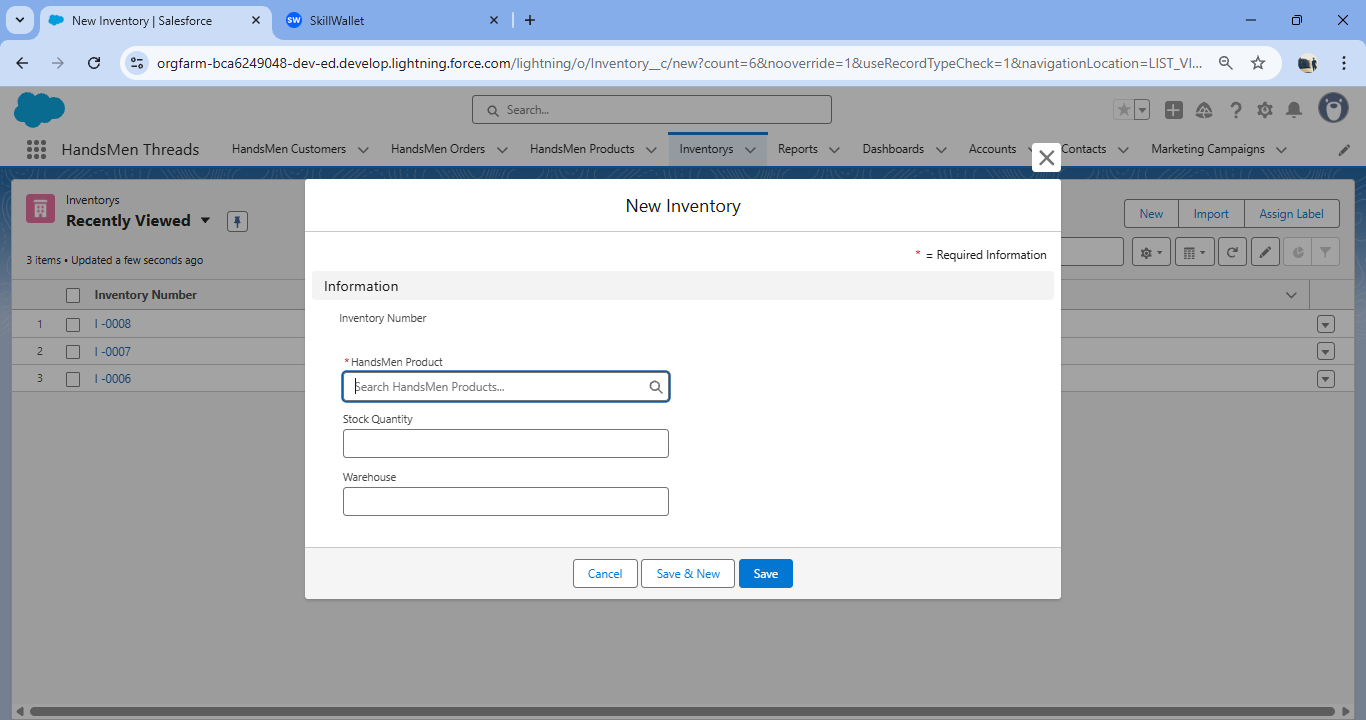 New Inventory | Salesforce
SW SkillWallet
orgfarm-bca6249048-dev-ed.develop.lightning.force.com/lightning/o/Inventory__c/new?count=6&nooverride=1&useRecordTypeCheck=1&navigationLocation=LIST_VI...
Search...
HandsMen Threads
HandsMen Customers
HandsMen Orders
HandsMen Products
Inventorys
Reports
Dashboards
Accounts
Contacts
Marketing Campaigns
Inventorys
Recently Viewed
New
Import
Assign Label
3 items • Updated a few seconds ago
Inventory Number
1 I -0008
2 I -0007
3 I -0006
New Inventory
* = Required Information
Information
Inventory Number
* HandsMen Product
Search HandsMen Products...
Stock Quantity
Warehouse
Cancel
Save & New
Save